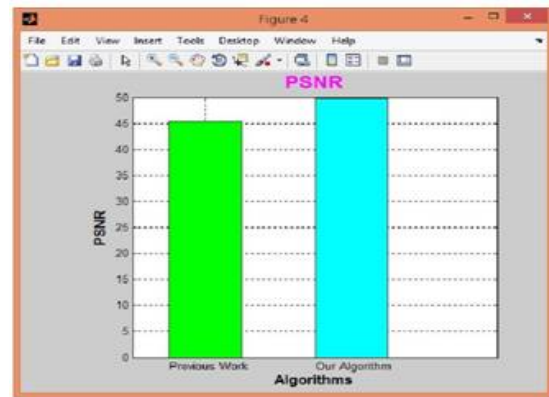 Figure 4
File Edit View Insert Tools Desktop Window Help
PSNR
50
45
40
35
30
25
20
15
10
5
0
PSNR
Previous Work Our Algorithm
Algorithms